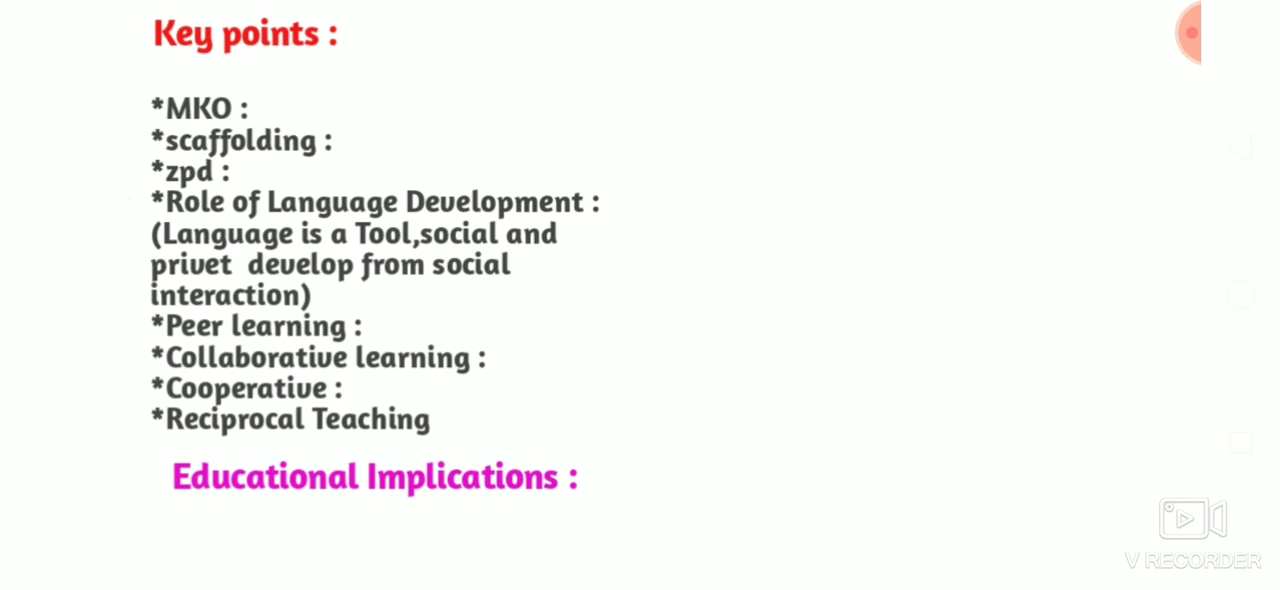 Key points :
*MKO :
*scaffolding :
*zpd :
*Role of Language Development :
(Language is a Tool,social and
privet develop from social
interaction)
*Peer learning :
*Collaborative learning :
*Cooperative :
*Reciprocal Teaching
Educational Implications :
V RECORDER